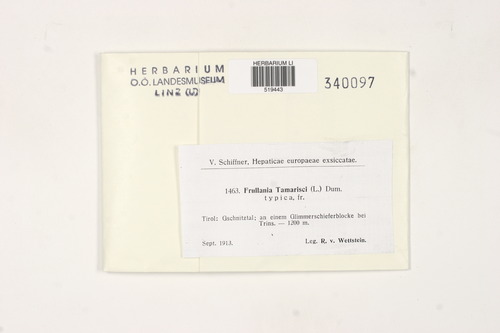 HERBARIUM
O.Ö. LANDESMUSEUM
LINZ (LI)
HERBARIUM LI
519443
340097
V. Schiffner, Hepaticae europaeae exsiccatae.
1463. Frullania Tamarisci (L.) Dum.
typica, fr.
Tirol: Gschnitztal; an einem Glimmerschieferblocke bei
Trins. — 1200 m.
Sept. 1913.
Leg. R. v. Wettstein.